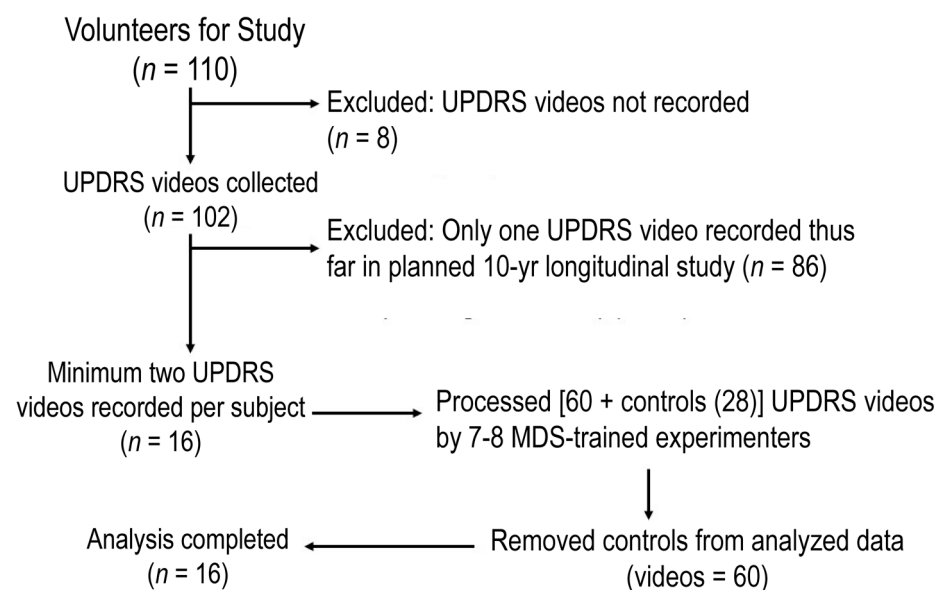 Volunteers for Study
(n = 110)
Excluded: UPDRS videos not recorded
(n = 8)
UPDRS videos collected
(n = 102)
Excluded: Only one UPDRS video recorded thus
far in planned 10-yr longitudinal study (n = 86)
Minimum two UPDRS
videos recorded per subject
(n = 16)
Processed [60 + controls (28)] UPDRS videos
by 7-8 MDS-trained experimenters
Removed controls from analyzed data
(videos = 60)
Analysis completed
(n = 16)